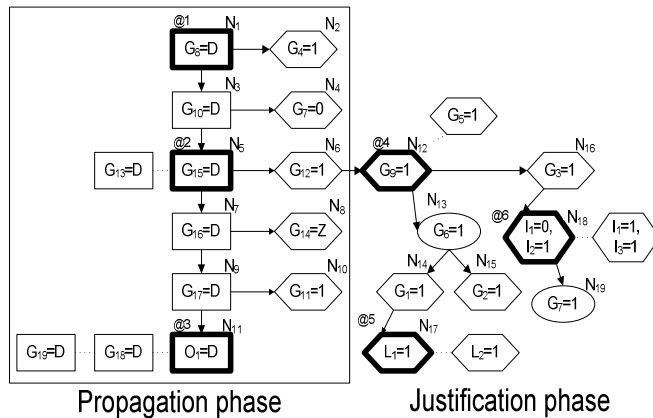 @1 N₁ N₂
G₈=D G₄=1
N₃ N₄
G₁₀=D G₇=0
G₅=1
@2 N₅ N₆ @4 N₁₂ N₁₆
G₁₃=D G₁₅=D G₁₂=1 G₉=1 G₃=1
N₇ N₈ N₁₃ @6 N₁₈
G₁₆=D G₁₄=Z G₆=1 I₁=0, I₁=1,
I₂=1 I₃=1
N₉ N₁₀ N₁₄ N₁₅ N₁₉
G₁₇=D G₁₁=1 G₁=1 G₂=1 G₇=1
@3 N₁₁ @5 N₁₇
G₁₉=D G₁₈=D O₁=D L₁=1 L₂=1
Propagation phase Justification phase